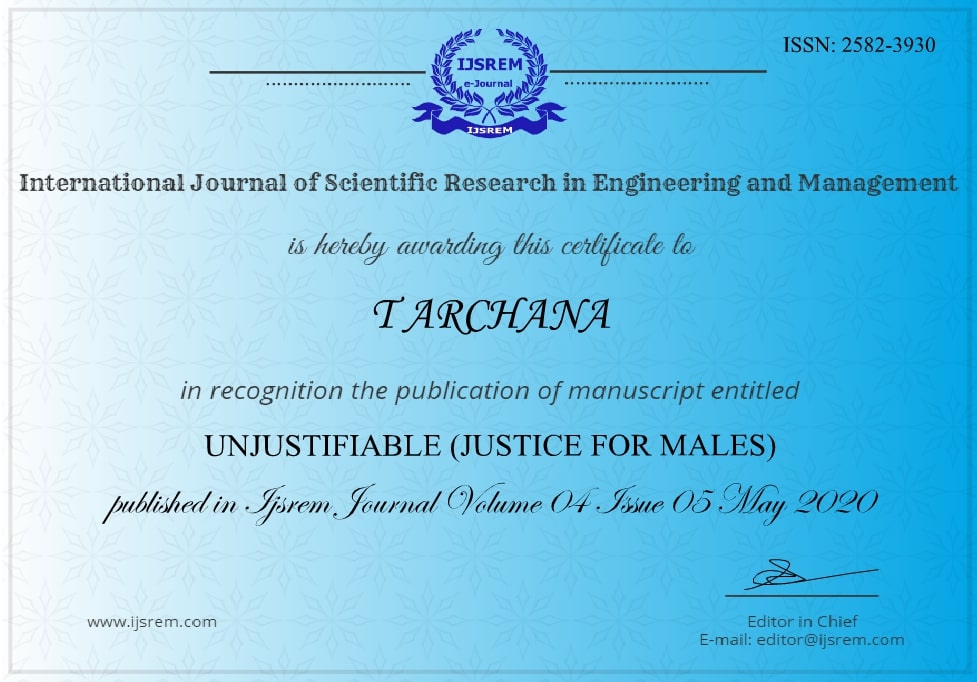 ISSN: 2582-3930
IJSREM
e-Journal
IJSREM
International Journal of Scientific Research in Engineering and Management
is hereby awarding this certificate to
T ARCHANA
in recognition the publication of manuscript entitled
UNJUSTIFIABLE (JUSTICE FOR MALES)
published in Ijsrem Journal Volume 04 Issue 05 May 2020
www.ijsrem.com
Editor in Chief
E-mail: editor@ijsrem.com